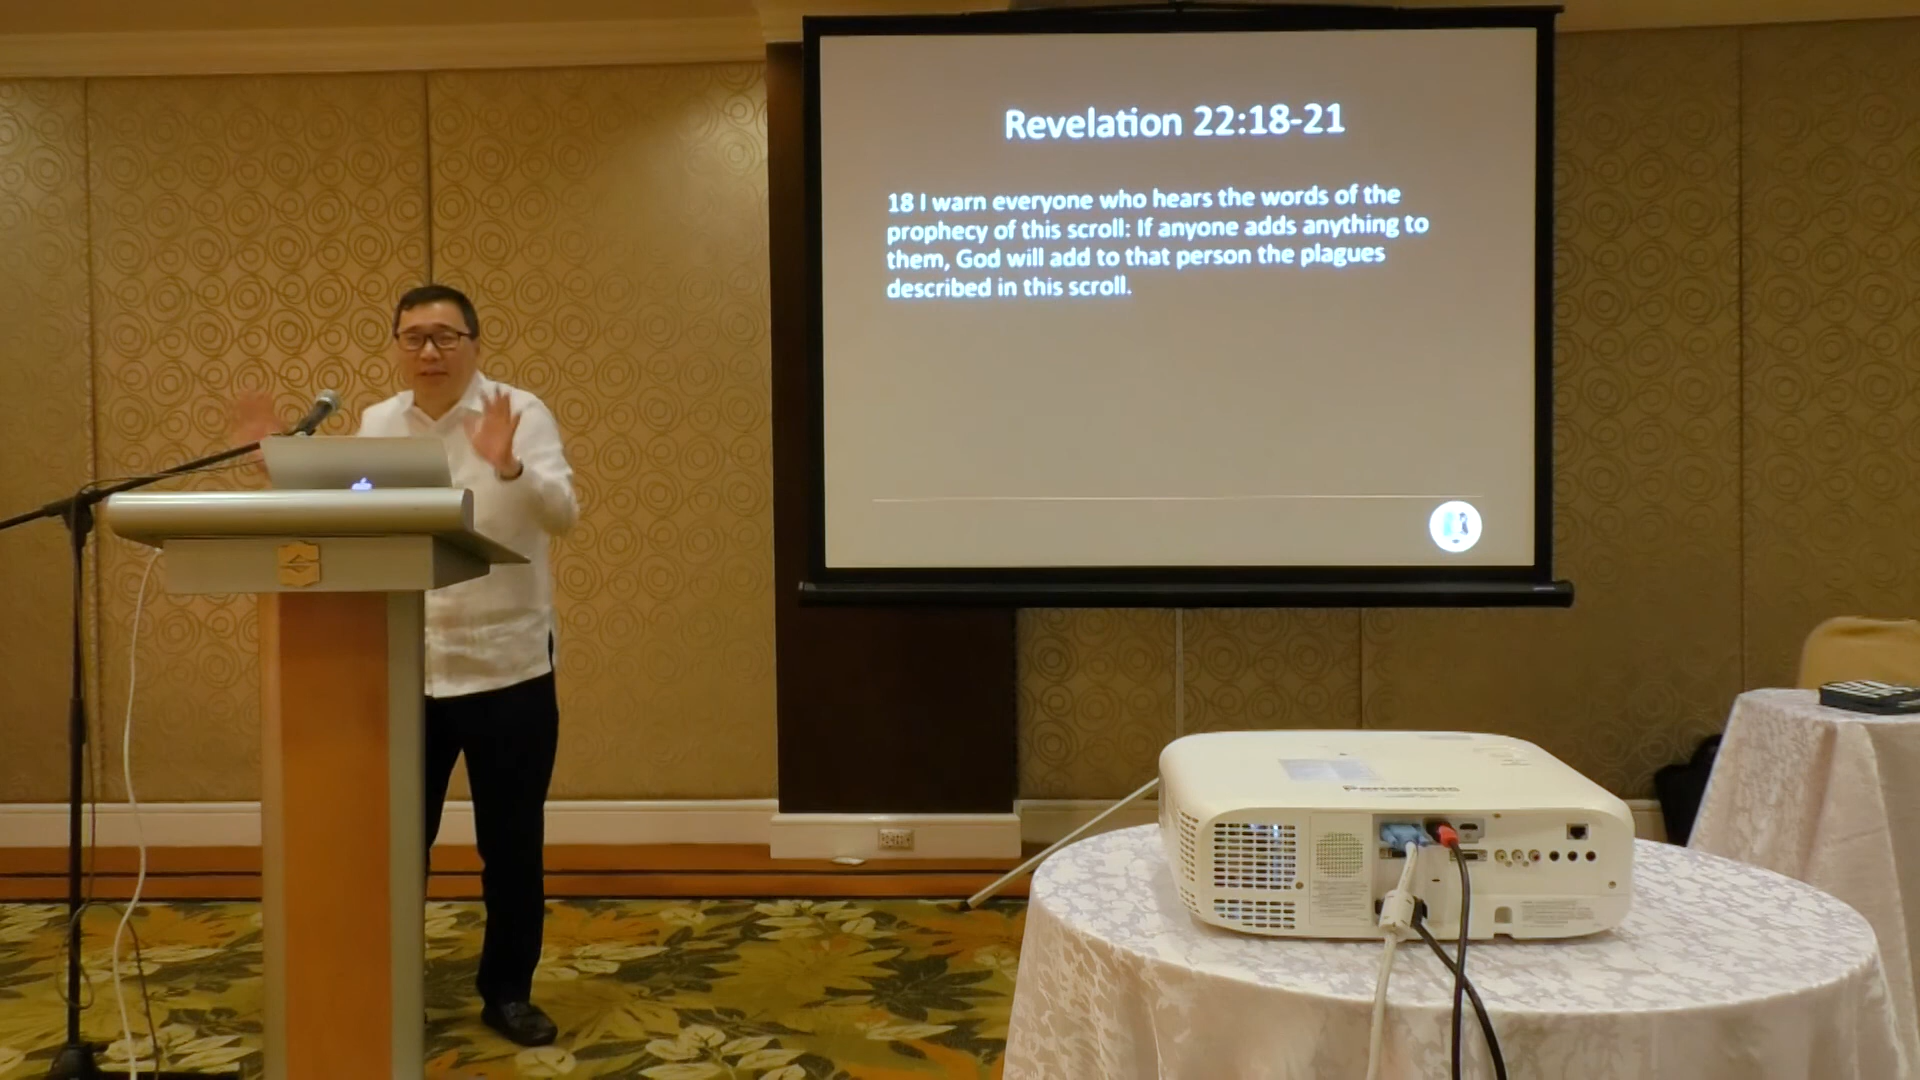 Revelation 22:18-21
18 I warn everyone who hears the words of the
prophecy of this scroll: If anyone adds anything to
them, God will add to that person the plagues
described in this scroll.
Panasonic